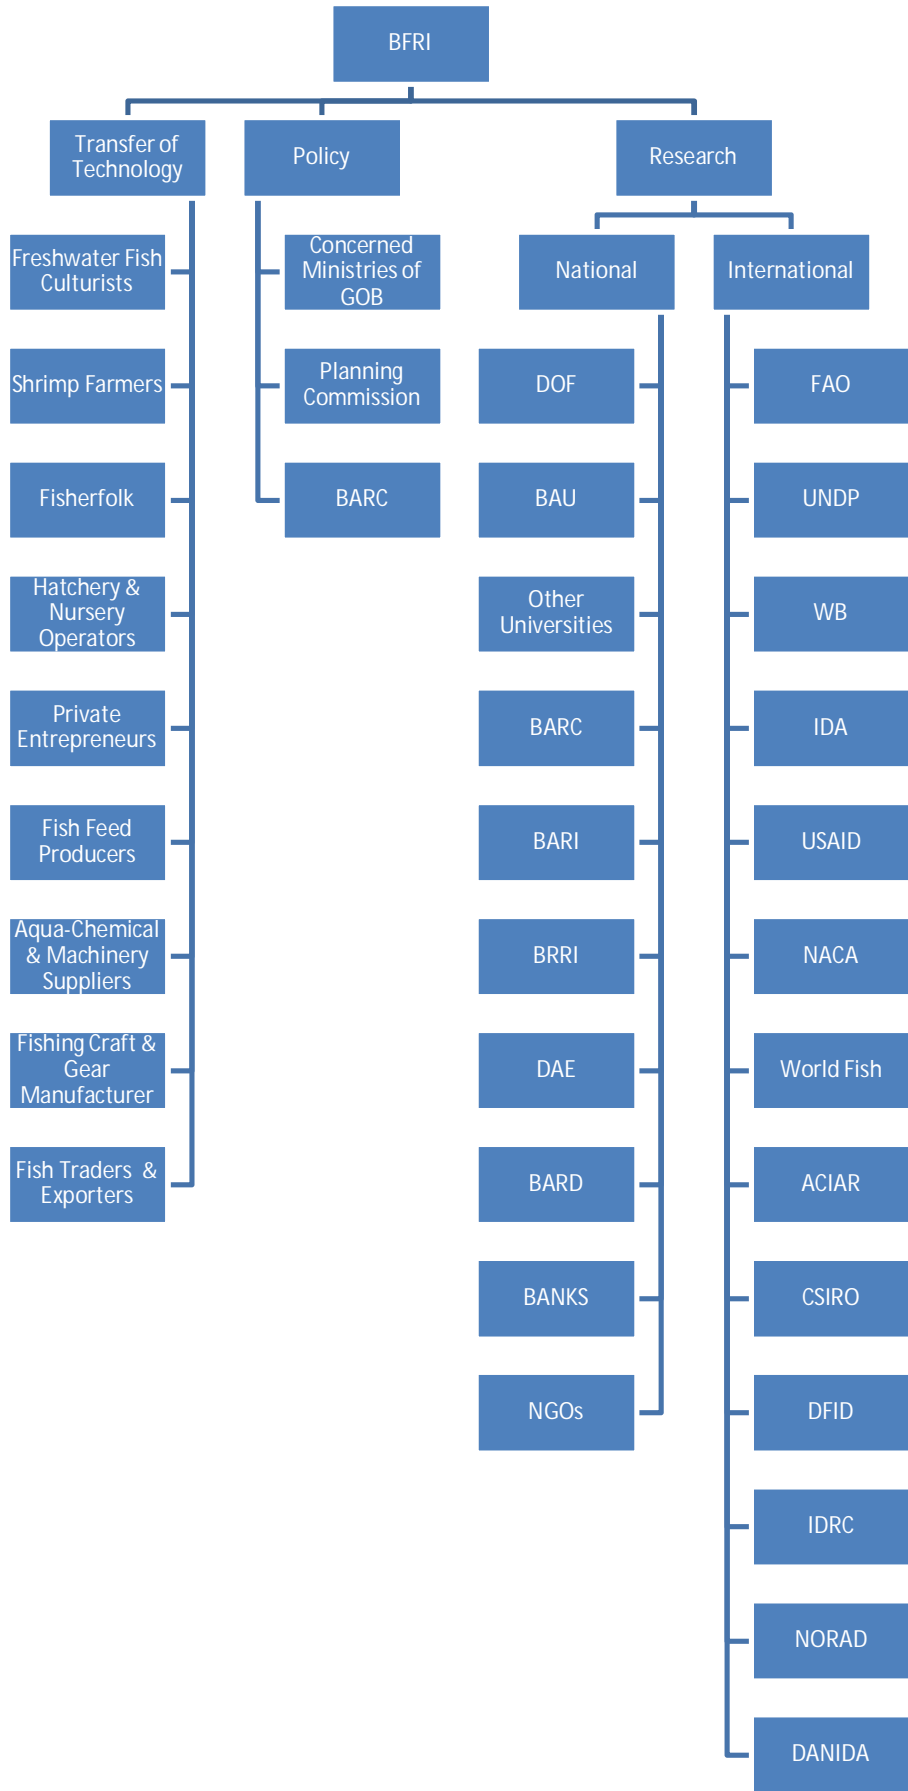 BFRI
Transfer of
Technology
Policy
Research
Freshwater Fish
Culturists
Concerned
Ministries of
GOB
National
International
Shrimp Farmers
Planning
Commission
DOF
FAO
Fisherfolk
BARC
BAU
UNDP
Hatchery &
Nursery
Operators
Other
Universities
WB
Private
Entrepreneurs
BARC
IDA
Fish Feed
Producers
BARI
USAID
Aqua-Chemical
& Machinery
Suppliers
BRRI
NACA
Fishing Craft &
Gear
Manufacturer
DAE
World Fish
Fish Traders & 
Exporters
BARD
ACIAR
BANKS
CSIRO
NGOs
DFID
IDRC
NORAD
DANIDA